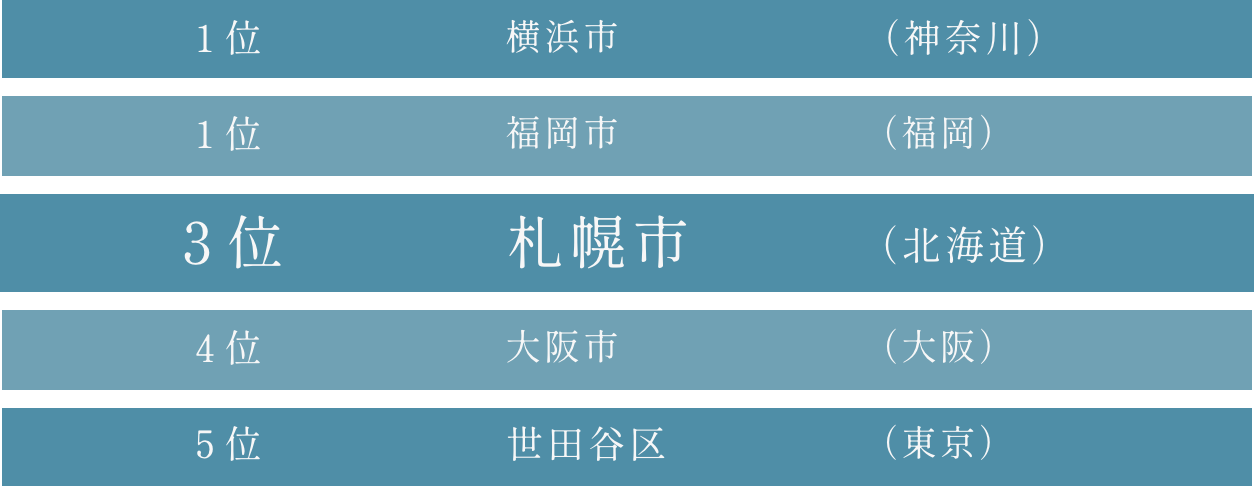 1位 横浜市 （神奈川）
1位 福岡市 （福岡）
3位 札幌市 （北海道）
4位 大阪市 （大阪）
5位 世田谷区 （東京）